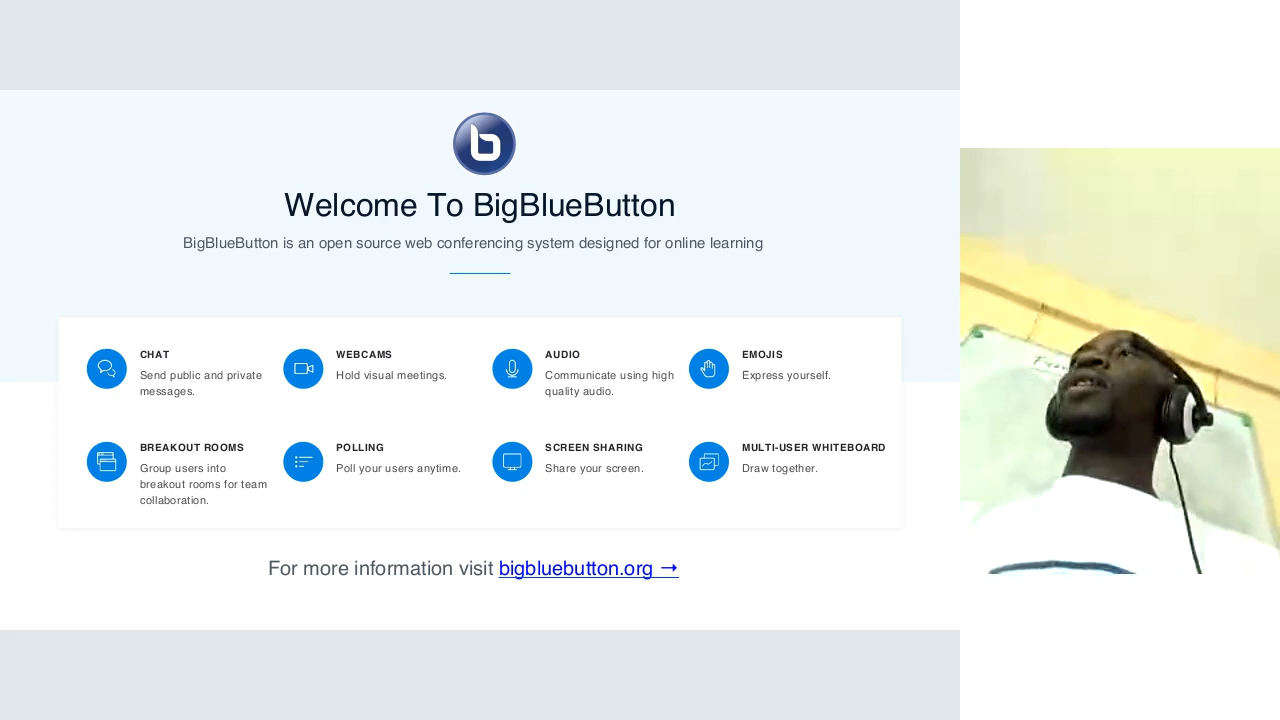 Welcome To BigBlueButton
BigBlueButton is an open source web conferencing system designed for online learning
CHAT
Send public and private
messages.
WEBCAMS
Hold visual meetings.
AUDIO
Communicate using high
quality audio.
EMOJIS
Express yourself.
BREAKOUT ROOMS
Group users into
breakout rooms for team
collaboration.
POLLING
Poll your users anytime.
SCREEN SHARING
Share your screen.
MULTI-USER WHITEBOARD
Draw together.
For more information visit bigbluebutton.org →